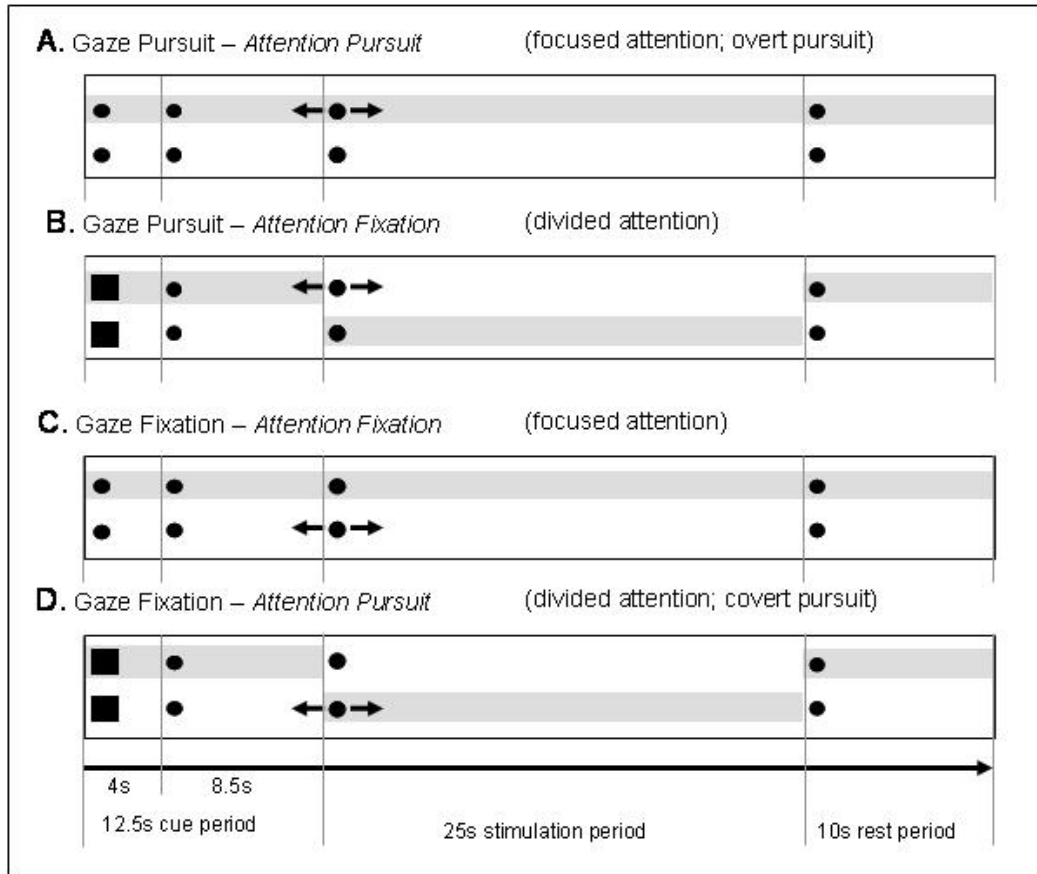 A. Gaze Pursuit – Attention Pursuit (focused attention; overt pursuit)
B. Gaze Pursuit – Attention Fixation (divided attention)
C. Gaze Fixation – Attention Fixation (focused attention)
D. Gaze Fixation – Attention Pursuit (divided attention; covert pursuit)
4s 8.5s
12.5s cue period 25s stimulation period 10s rest period